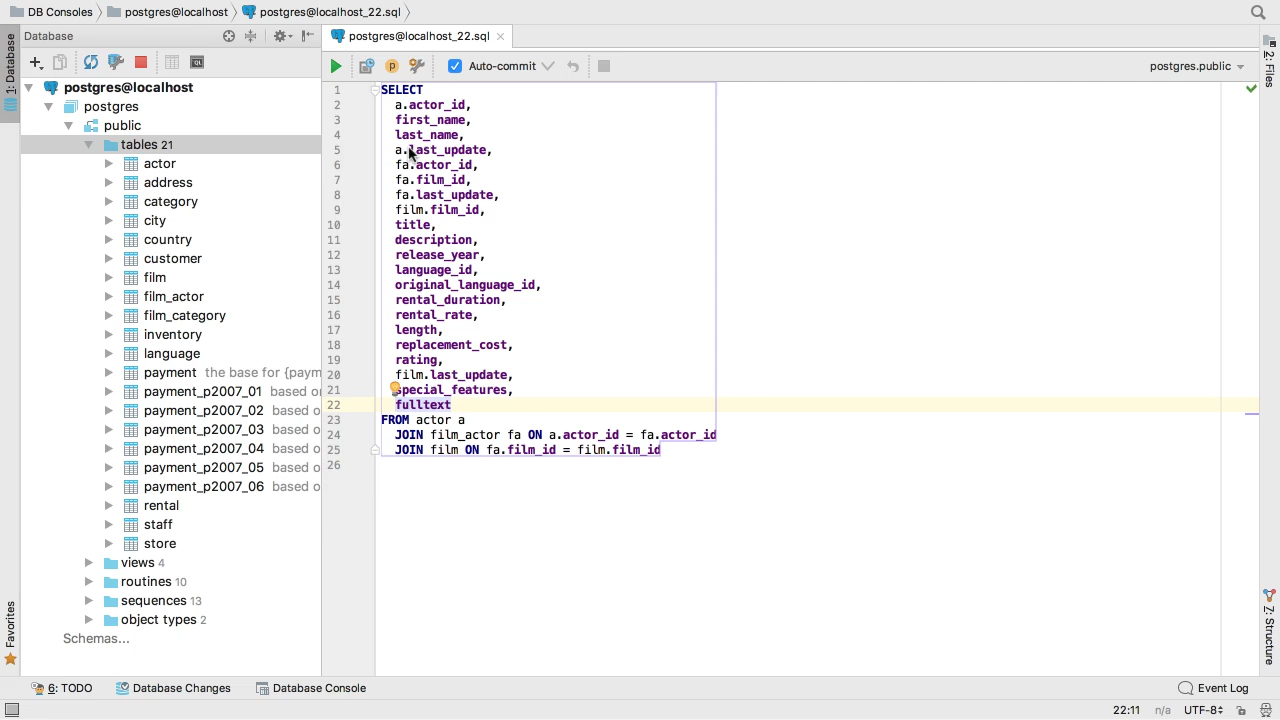 DB Consoles postgres@localhost postgres@localhost_22.sql
Database
postgres@localhost_22.sql
Auto-commit
postgres.public
1: Database
2: Files
postgres@localhost
postgres
public
tables 21
actor
address
category
city
country
customer
film
film_actor
film_category
inventory
language
payment the base for {paym
payment_p2007_01 based o
payment_p2007_02 based o
payment_p2007_03 based o
payment_p2007_04 based o
payment_p2007_05 based o
payment_p2007_06 based o
rental
staff
store
views 4
routines 10
sequences 13
object types 2
Schemas...
1 SELECT
2 a.actor_id,
3 first_name,
4 last_name,
5 a.last_update,
6 fa.actor_id,
7 fa.film_id,
8 fa.last_update,
9 film.film_id,
10 title,
11 description,
12 release_year,
13 language_id,
14 original_language_id,
15 rental_duration,
16 rental_rate,
17 length,
18 replacement_cost,
19 rating,
20 film.last_update,
21 special_features,
22 fulltext
23 FROM actor a
24 JOIN film_actor fa ON a.actor_id = fa.actor_id
25 JOIN film ON fa.film_id = film.film_id
26
Favorites
7: Structure
6: TODO Database Changes Database Console Event Log
22:11 n/a UTF-8